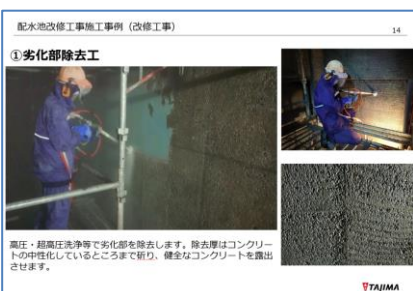 配水池改修工事施工事例（改修工事）
14
①劣化部除去工
高圧・超高圧洗浄等で劣化部を除去します。除去厚はコンクリー
トの中性化しているところまで斫り、健全なコンクリートを露出
させます。
TAJIMA